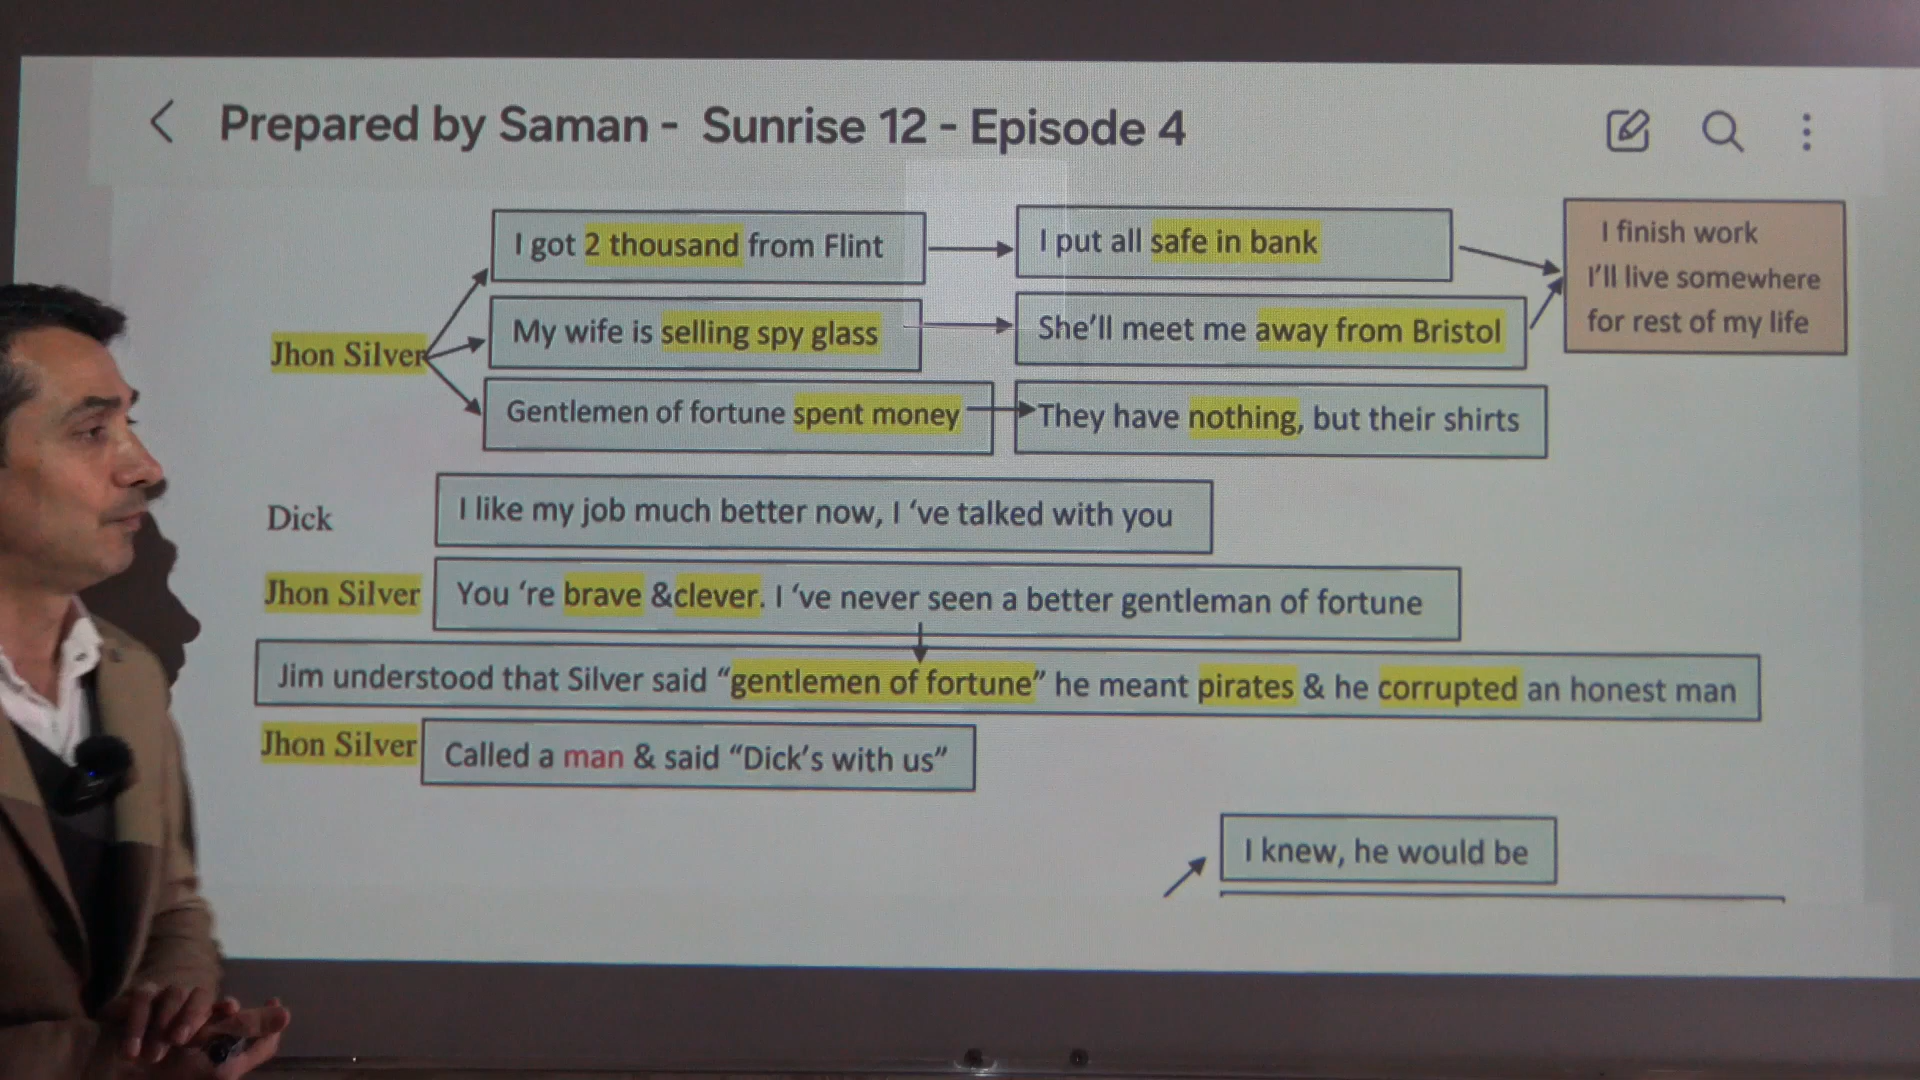 Prepared by Saman - Sunrise 12 - Episode 4
I got 2 thousand from Flint
I put all safe in bank
I finish work
I'll live somewhere
for rest of my life
Jhon Silver
My wife is selling spy glass
She'll meet me away from Bristol
Gentlemen of fortune spent money
They have nothing, but their shirts
Dick
I like my job much better now, I 've talked with you
Jhon Silver
You 're brave &clever. I 've never seen a better gentleman of fortune
Jim understood that Silver said “gentlemen of fortune” he meant pirates & he corrupted an honest man
Jhon Silver
Called a man & said “Dick's with us”
I knew, he would be